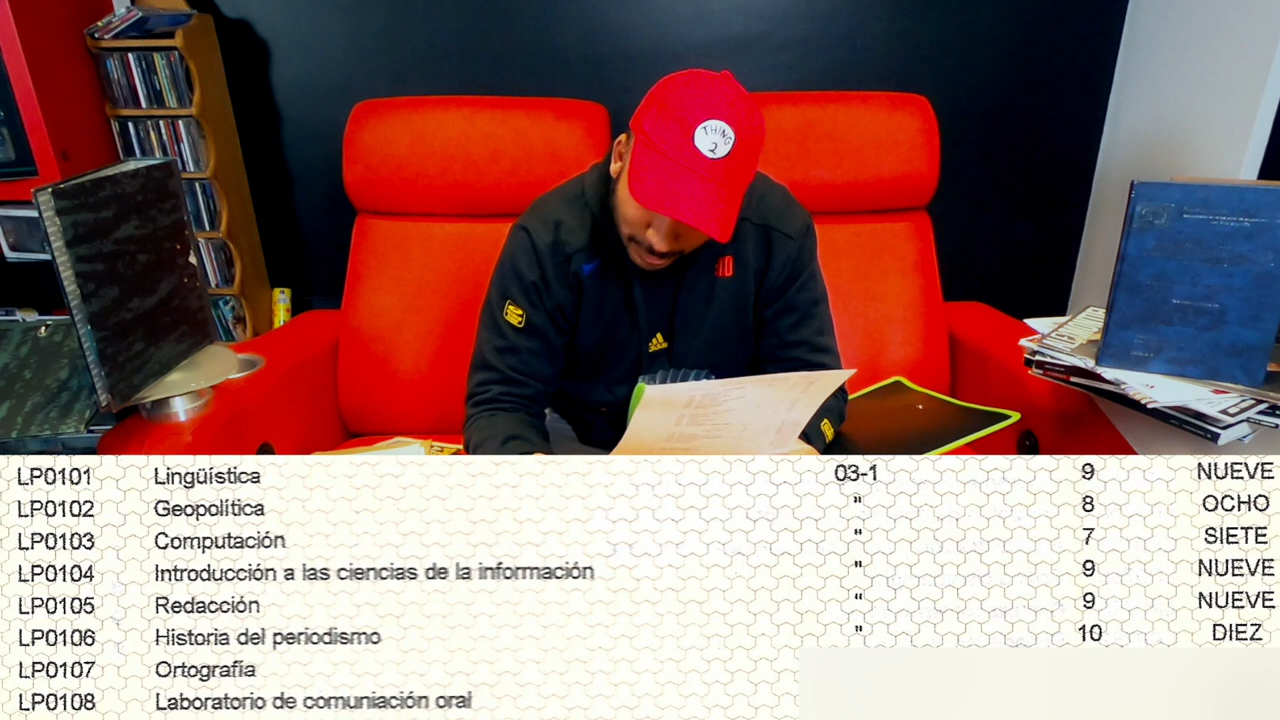 THING
2
adidas
LP0101 Lingüística 03-1 9 NUEVE
LP0102 Geopolítica " 8 OCHO
LP0103 Computación " 7 SIETE
LP0104 Introducción a las ciencias de la información " 9 NUEVE
LP0105 Redacción " 9 NUEVE
LP0106 Historia del periodismo " 10 DIEZ
LP0107 Ortografía
LP0108 Laboratorio de comuniación oral